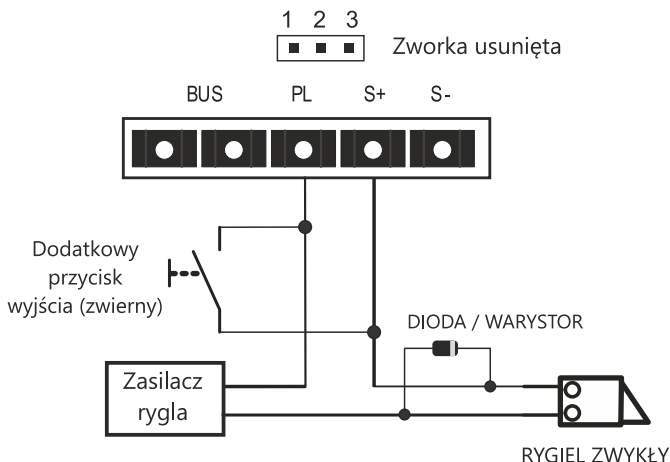 1 2 3
Zworka usunięta
BUS PL S+ S-
Dodatkowy
przycisk
wyjścia (zwierny)
DIODA / WARYSTOR
Zasilacz
rygla
RYGIEL ZWYKŁY